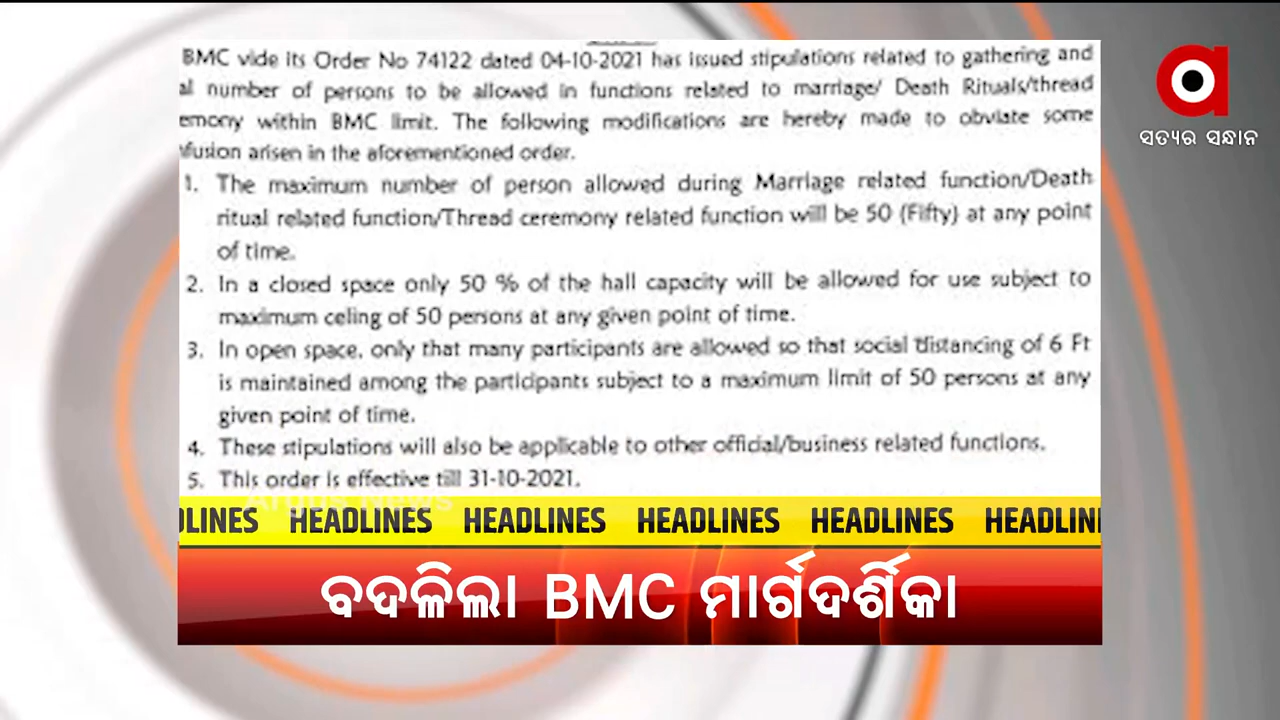 BMC vide its Order No 74122 dated 04-10-2021 has issued stipulations related to gathering and
al number of persons to be allowed in functions related to marriage/ Death Rituals/thread
emony within BMC limit. The following modifications are hereby made to obviate some
fusion arisen in the aforementioned order.
1. The maximum number of person allowed during Marriage related function/Death
ritual related function/Thread ceremony related function will be 50 (Fifty) at any point
of time.
2. In a closed space only 50 % of the hall capacity will be allowed for use subject to
maximum celing of 50 persons at any given point of time.
3. In open space, only that many participants are allowed so that social distancing of 6 Ft
is maintained among the participants subject to a maximum limit of 50 persons at any
given point of time.
4. These stipulations will also be applicable to other official/business related functions.
5. This order is effective till 31-10-2021.
Argus News
DLINES HEADLINES HEADLINES HEADLINES HEADLINES HEADLIN
ବଦଳିଲା BMC ମାର୍ଗଦର୍ଶିକା
a
ସତ୍ୟର ସନ୍ଧାନ